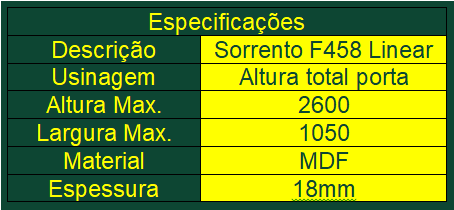 Especificações
Descrição Sorrento F458 Linear
Usinagem Altura total porta
Altura Max. 2600
Largura Max. 1050
Material MDF
Espessura 18mm